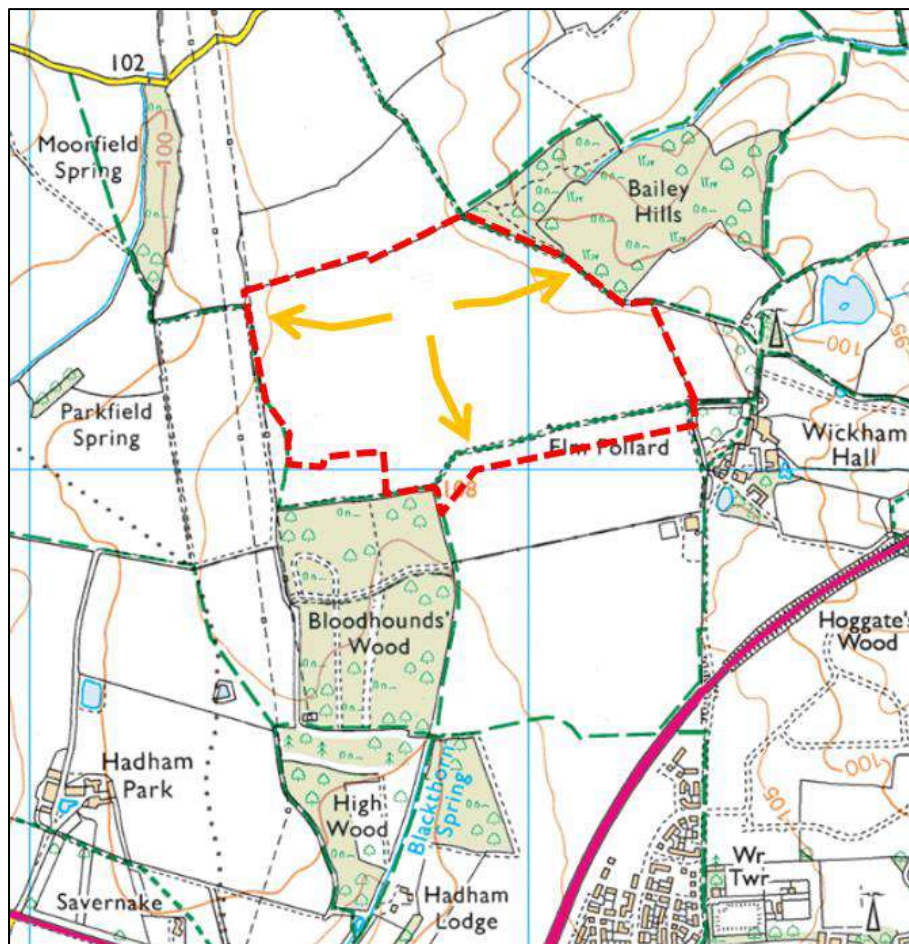 102
Moorfield
Spring
100
Bailey
Hills
100
95
Parkfield
Spring
Elm Pollard
Wickham
Hall
108
Bloodhounds'
Wood
Hoggate's
Wood
Hadham
Park
High
Wood
Blackthorn
Spring
100
105
Wr
Twr
Savernake
Hadham
Lodge